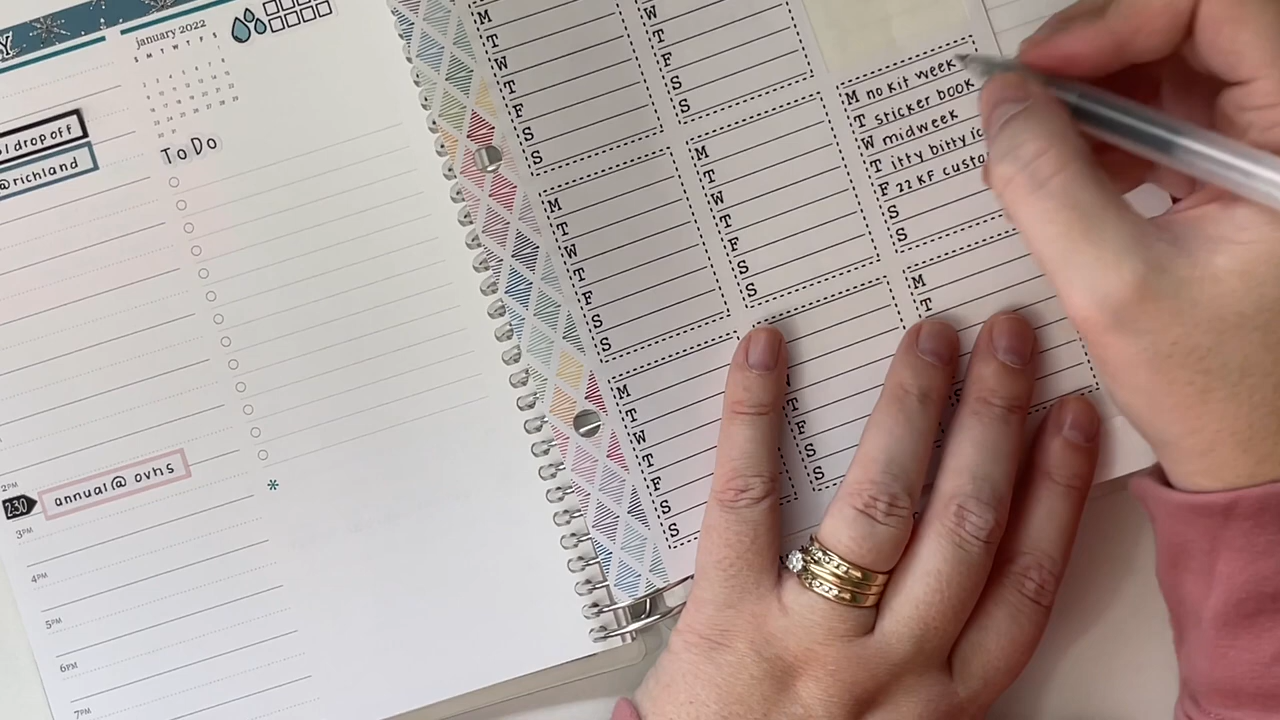 Y
january 2022
S M T W T F S
drop off
@richland
To Do
2PM
2:30
annual @ ovhs
3PM
4PM
5PM
6PM
7PM
*
M
T
W
T
F
S
S
M
T
W
T
F
S
S
M
T
W
T
F
S
S
W
T
F
S
S
M
T
W
T
F
S
S
T
F
S
S
M no kit week
T sticker book
W midweek
T itty bitty
F 22 KF
S
S
M
T